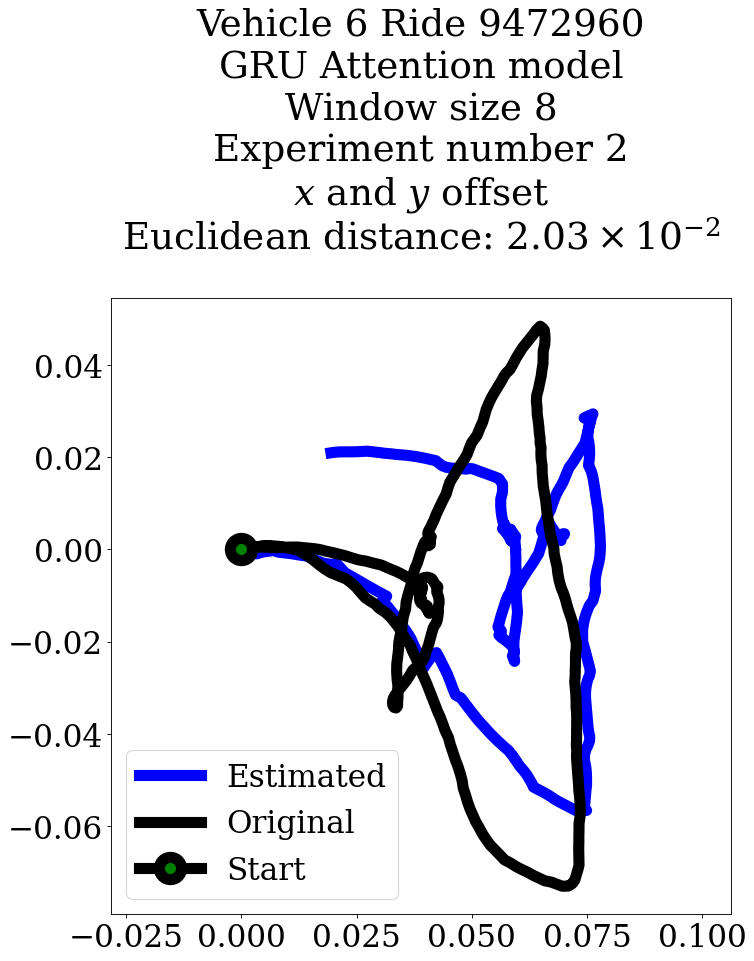 Vehicle 6 Ride 9472960
GRU Attention model
Window size 8
Experiment number 2
x and y offset
Euclidean distance: 2.03 × 10⁻²
0.04
0.02
0.00
−0.02
−0.04
−0.06
Estimated
Original
Start
−0.025 0.000 0.025 0.050 0.075 0.100